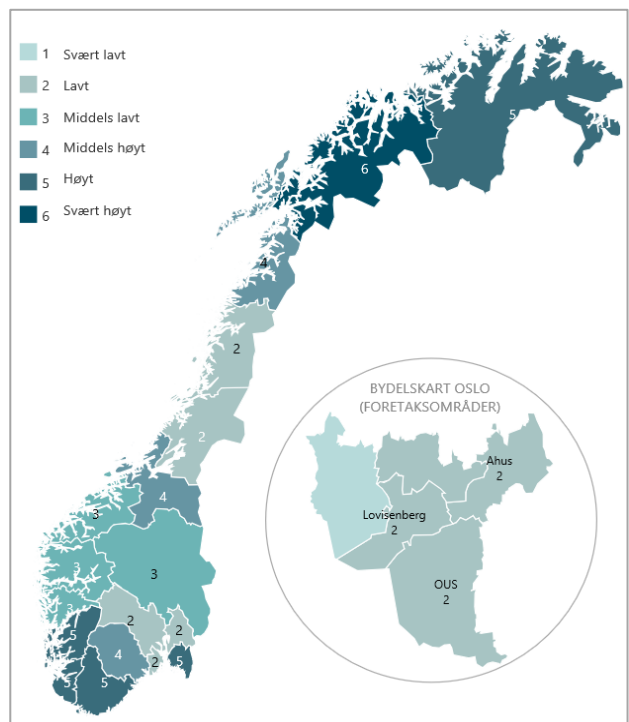 1 Svært lavt
2 Lavt
3 Middels lavt
4 Middels høyt
5 Høyt
6 Svært høyt
5
6
4
2
2
4
3
3
3
3
2
2
5
4
2
5
5
5
BYDELSKART OSLO
(FORETAKSOMRÅDER)
Ahus
2
Lovisenberg
2
OUS
2